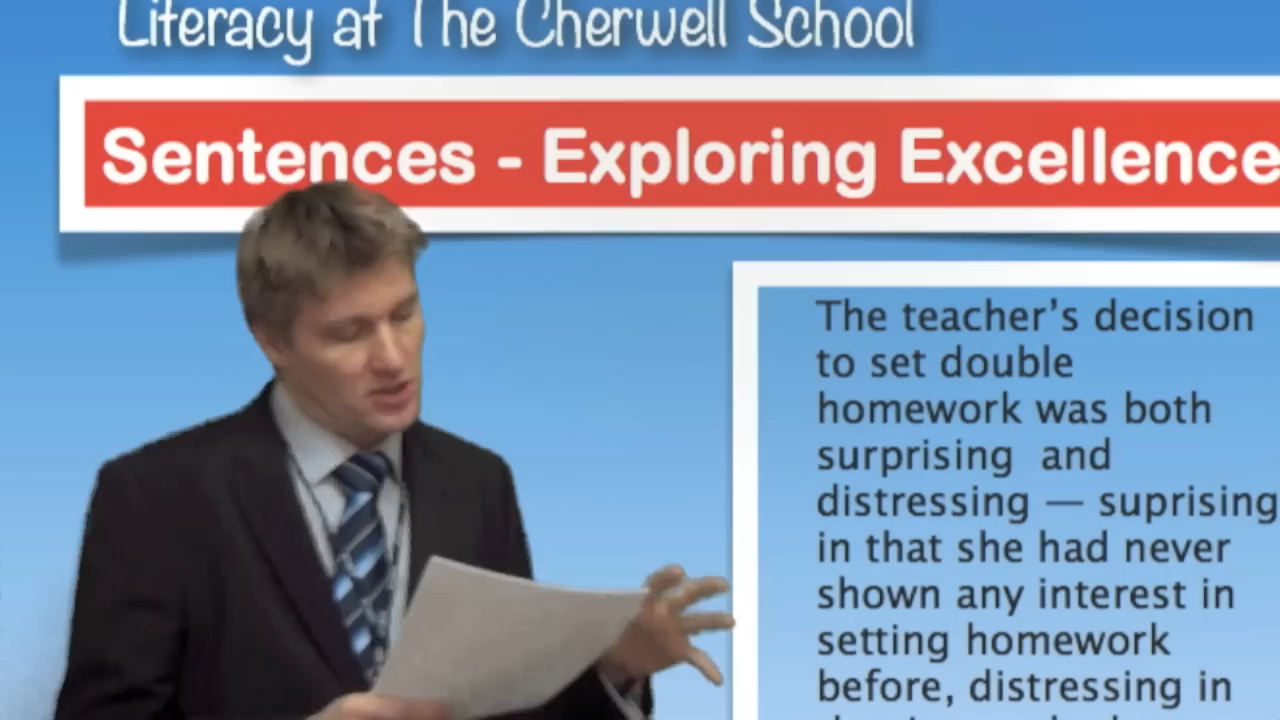 Literacy at The Cherwell School
Sentences - Exploring Excellence
The teacher's decision
to set double
homework was both
surprising  and
distressing — suprising
in that she had never
shown any interest in
setting homework
before, distressing in